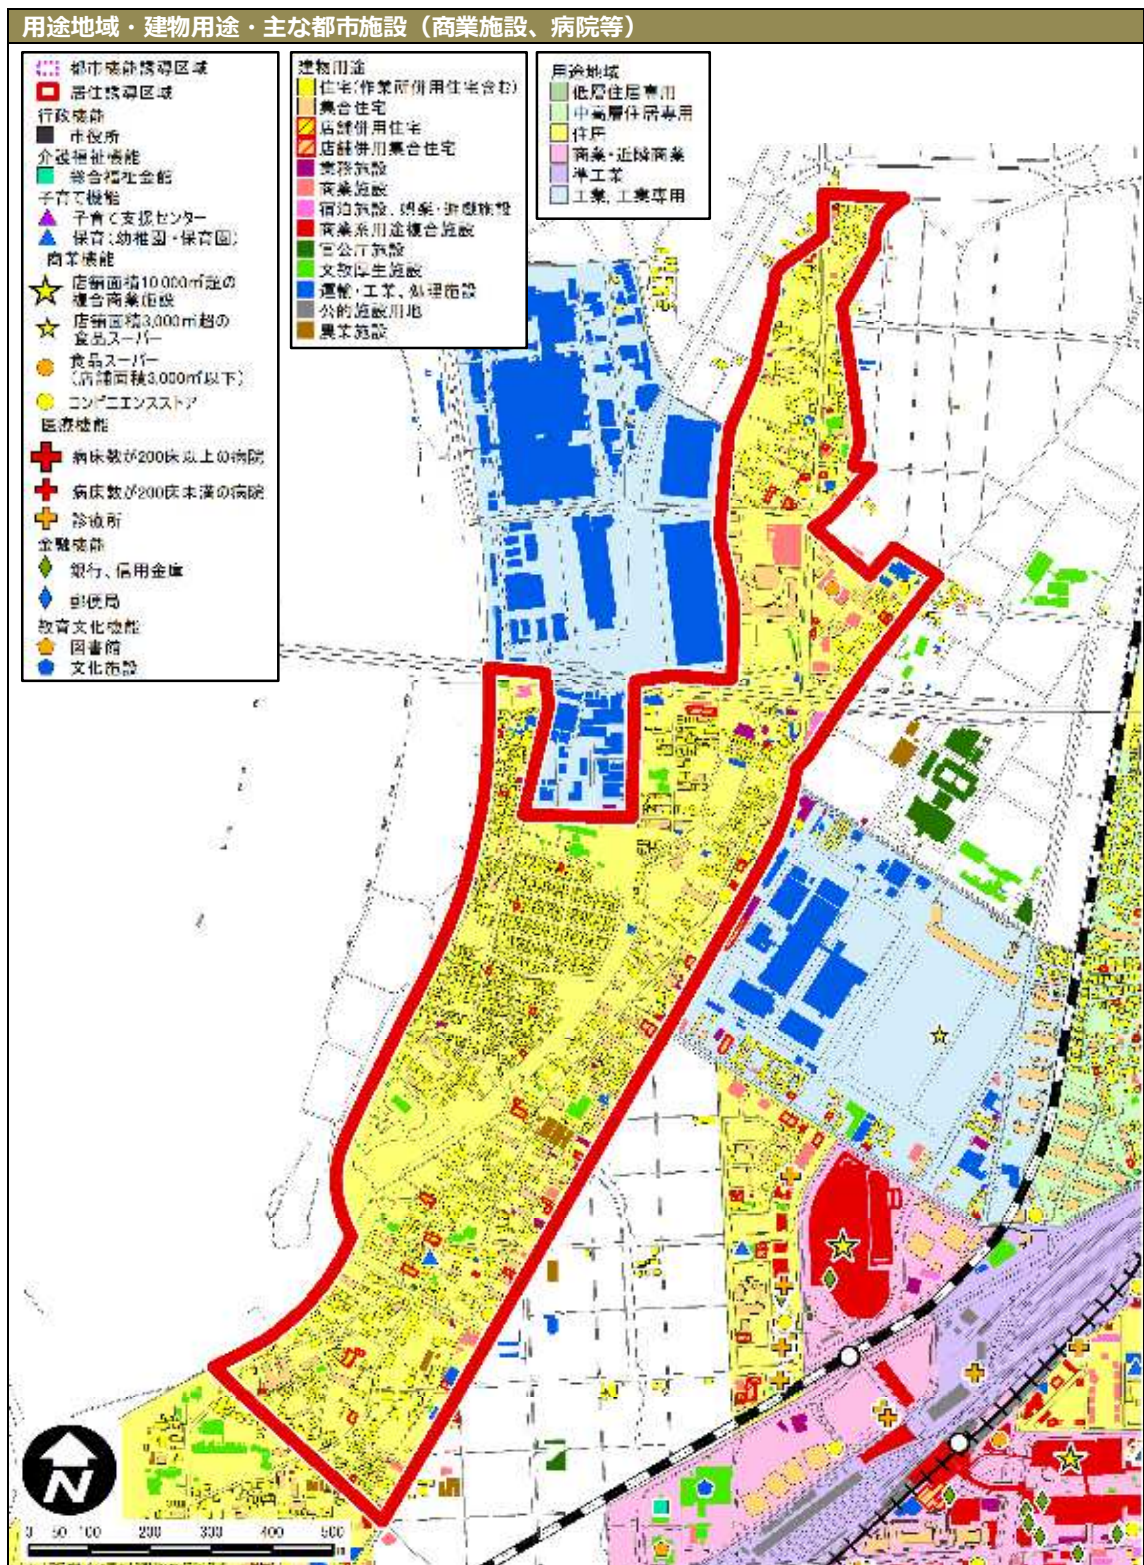 用途地域・建物用途・主な都市施設（商業施設、病院等）
都市機能誘導区域
居住誘導区域
行政機能
市役所
介護福祉機能
総合福祉会館
子育て機能
子育て支援センター
保育(幼稚園・保育園)
商業機能
店舗面積10,000㎡超の
複合商業施設
店舗面積3,000㎡超の
食品スーパー
食品スーパー
(店舗面積3,000㎡以下)
コンビニエンスストア
医療機能
病床数が200床以上の病院
病床数が200床未満の病院
診療所
金融機能
銀行、信用金庫
郵便局
教育文化機能
図書館
文化施設
建物用途
住宅(作業所併用住宅含む)
集合住宅
店舗併用住宅
店舗併用集合住宅
業務施設
商業施設
宿泊施設、娯楽・遊戯施設
商業系用途複合施設
官公庁施設
文教厚生施設
運輸・工業、処理施設
公的施設用地
農業施設
用途地域
低層住居専用
中高層住居専用
住居
商業・近隣商業
準工業
工業、工業専用
N
0 50 100 200 300 400 500
m